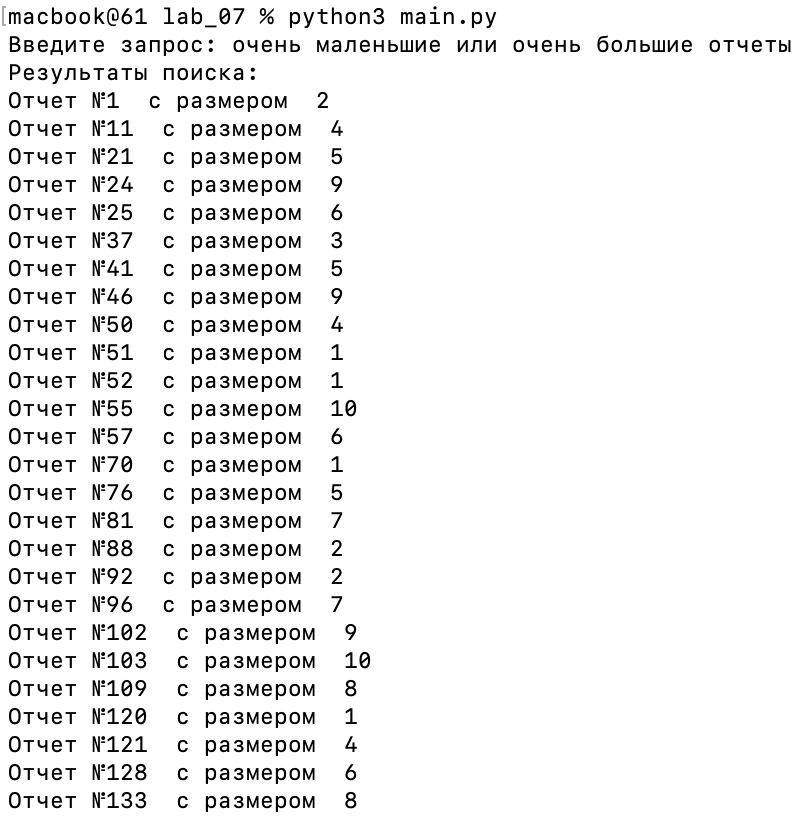 [macbook@61 lab_07 % python3 main.py
Введите запрос: очень маленькие или очень большие отчеты
Результаты поиска:
Отчет №1  с размером  2
Отчет №11  с размером  4
Отчет №21  с размером  5
Отчет №24  с размером  9
Отчет №25  с размером  6
Отчет №37  с размером  3
Отчет №41  с размером  5
Отчет №46  с размером  9
Отчет №50  с размером  4
Отчет №51  с размером  1
Отчет №52  с размером  1
Отчет №55  с размером  10
Отчет №57  с размером  6
Отчет №70  с размером  1
Отчет №76  с размером  5
Отчет №81  с размером  7
Отчет №88  с размером  2
Отчет №92  с размером  2
Отчет №96  с размером  7
Отчет №102  с размером  9
Отчет №103  с размером  10
Отчет №109  с размером  8
Отчет №120  с размером  1
Отчет №121  с размером  4
Отчет №128  с размером  6
Отчет №133  с размером  8